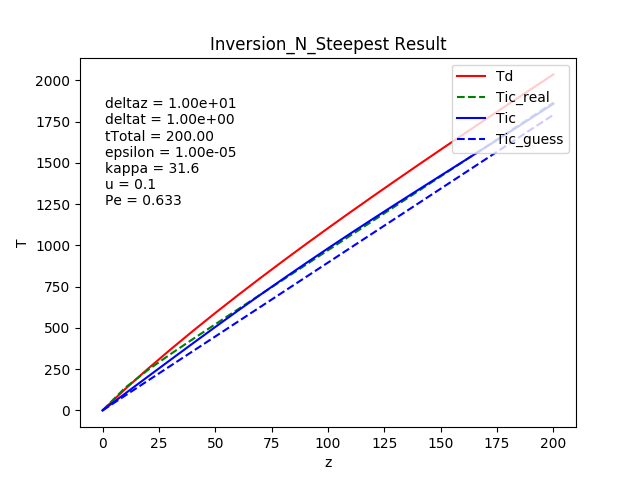 Inversion_N_Steepest Result
Td
Tic_real
Tic
Tic_guess
deltaz = 1.00e+01
deltat = 1.00e+00
tTotal = 200.00
epsilon = 1.00e-05
kappa = 31.6
u = 0.1
Pe = 0.633
2000
1750
1500
1250
1000
750
500
250
0
T
0 25 50 75 100 125 150 175 200
z